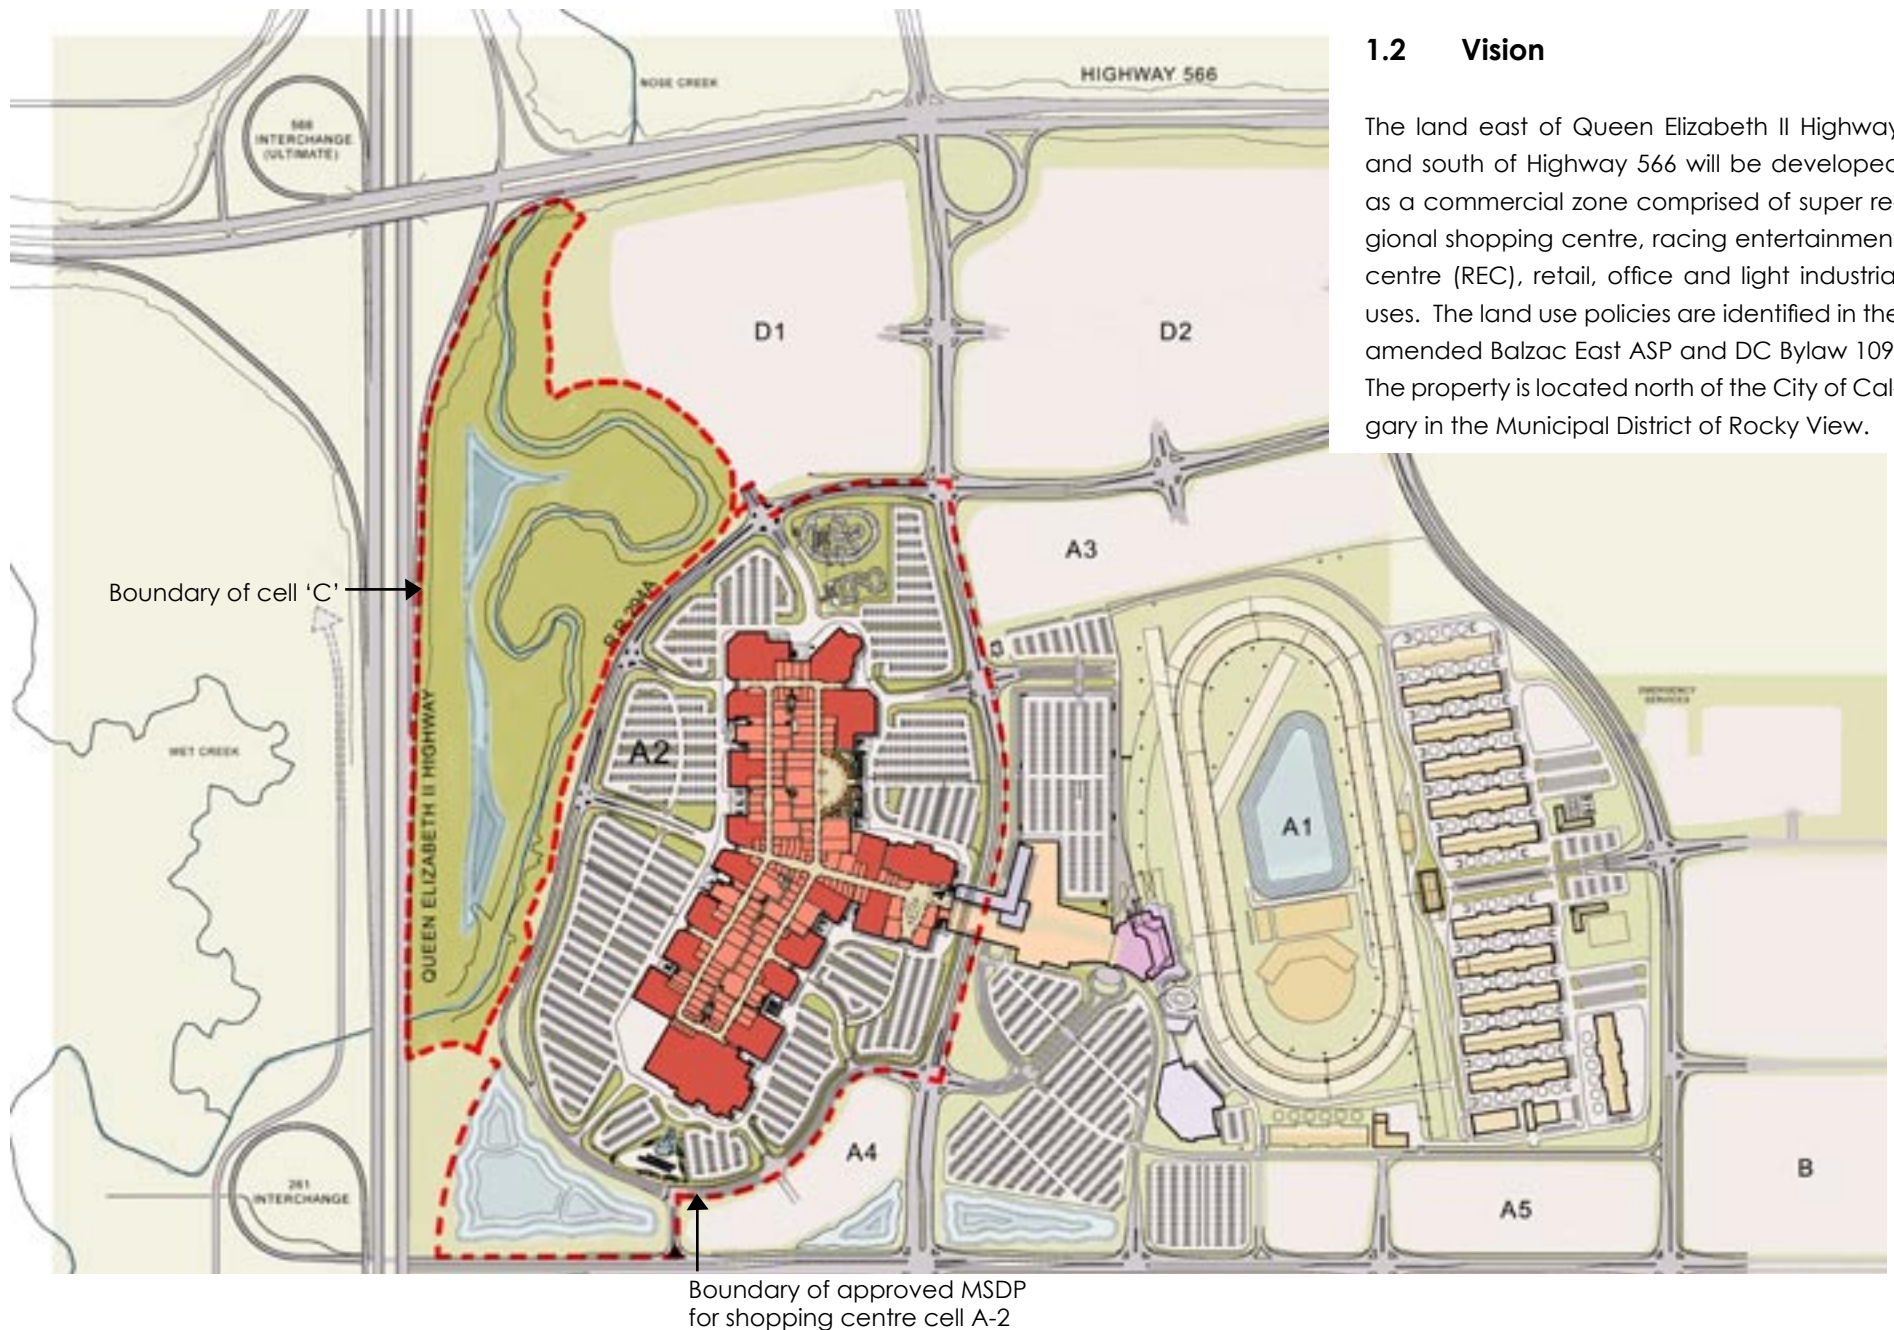 1.2 Vision
The land east of Queen Elizabeth II Highway
and south of Highway 566 will be developed
as a commercial zone comprised of super re-
gional shopping centre, racing entertainment
centre (REC), retail, office and light industrial
uses. The land use policies are identified in the
amended Balzac East ASP and DC Bylaw 109.
The property is located north of the City of Cal-
gary in the Municipal District of Rocky View.
HIGHWAY 566
NOSE CREEK
566
INTERCHANGE
(ULTIMATE)
D1
D2
A3
Boundary of cell ‘C’
R.R. 294A
EMERGENCY
SERVICES
WET CREEK
A2
QUEEN ELIZABETH II HIGHWAY
A1
A4
B
261
INTERCHANGE
A5
Boundary of approved MSDP
for shopping centre cell A-2